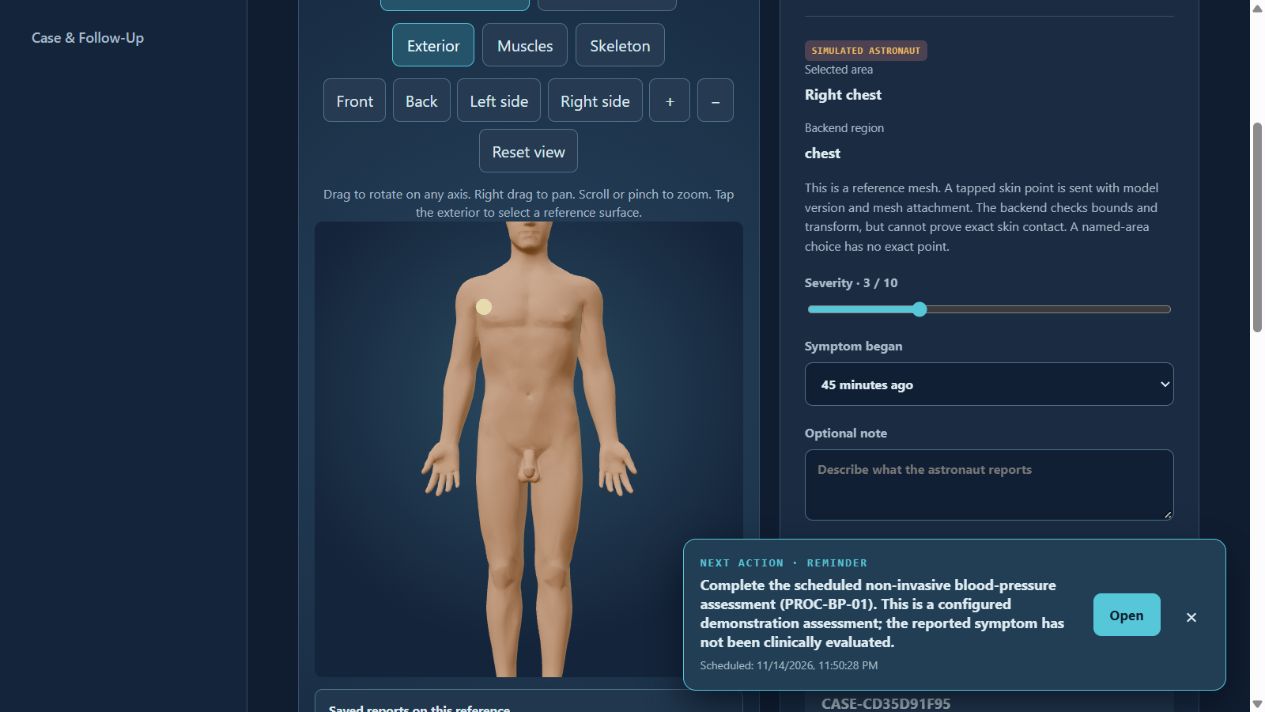 Case & Follow-Up
Exterior
Muscles
Skeleton
Front
Back
Left side
Right side
+
−
Reset view
Drag to rotate on any axis. Right drag to pan. Scroll or pinch to zoom. Tap
the exterior to select a reference surface.
Saved reports on this reference
SIMULATED ASTRONAUT
Selected area
Right chest
Backend region
chest
This is a reference mesh. A tapped skin point is sent with model
version and mesh attachment. The backend checks bounds and
transform, but cannot prove exact skin contact. A named-area
choice has no exact point.
Severity · 3 / 10
Symptom began
45 minutes ago
Optional note
Describe what the astronaut reports
NEXT ACTION · REMINDER
Complete the scheduled non-invasive blood-pressure
assessment (PROC-BP-01). This is a configured
demonstration assessment; the reported symptom has
not been clinically evaluated.
Scheduled: 11/14/2026, 11:50:28 PM
Open
×
CASE-CD35D91F95